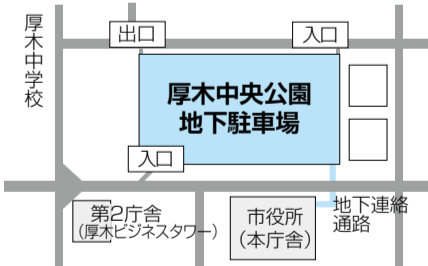 厚木中学校
出口
入口
厚木中央公園
地下駐車場
入口
第2庁舎
(厚木ビジネスタワー)
市役所
(本庁舎)
地下連絡
通路